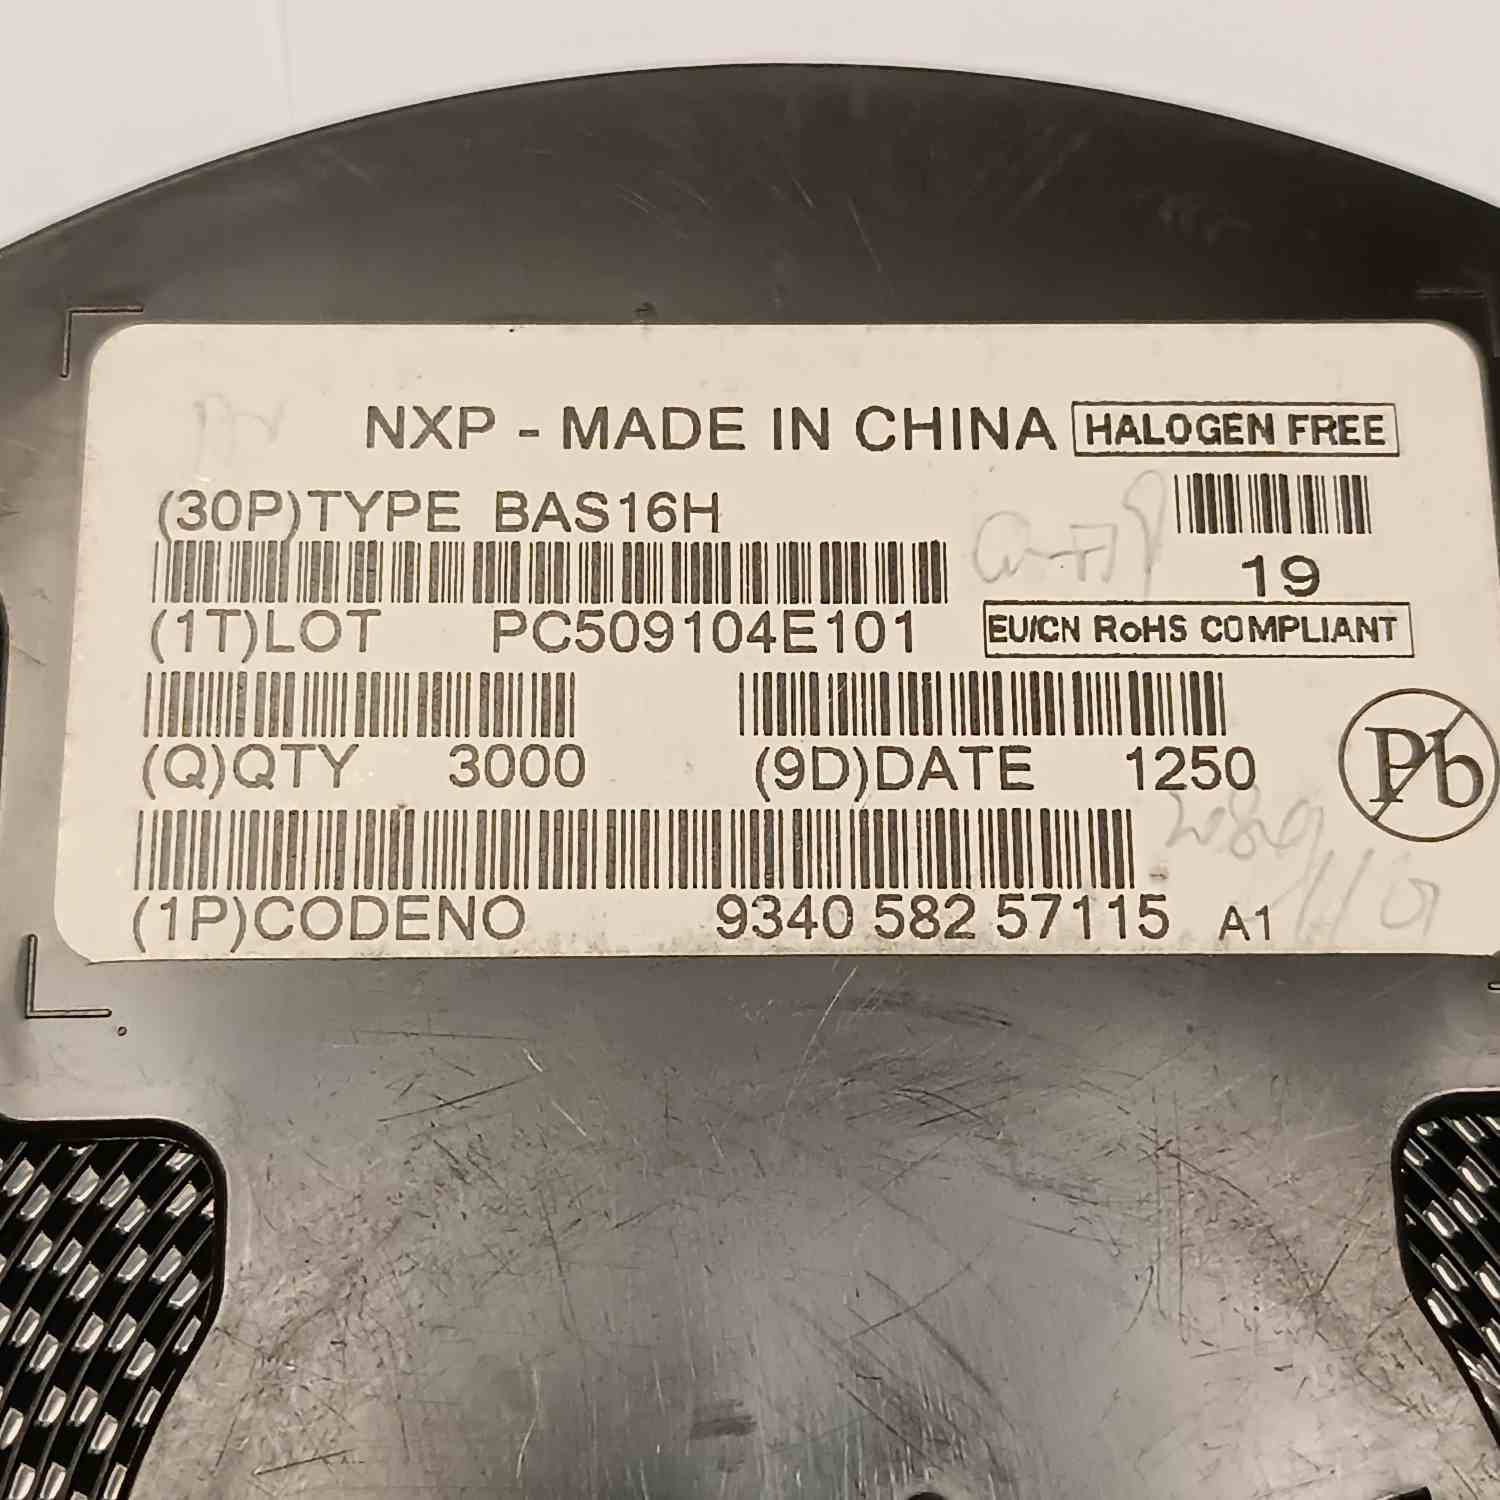 NXP - MADE IN CHINA HALOGEN FREE
(30P)TYPE BAS16H
19
(1T)LOT PC509104E101 EU/CN RoHS COMPLIANT
(Q)QTY 3000 (9D)DATE 1250
Pb
(1P)CODENO 9340 582 57115 A1